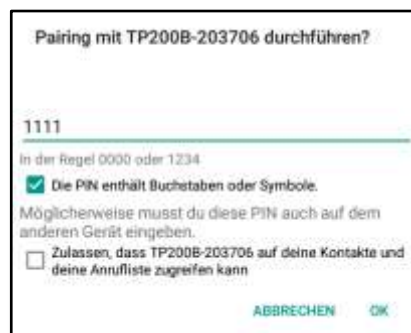 Pairing mit TP200B-203706 durchführen?
1111
In der Regel 0000 oder 1234
Die PIN enthält Buchstaben oder Symbole.
Möglicherweise musst du diese PIN auch auf dem
anderen Gerät eingeben.
Zulassen, dass TP200B-203706 auf deine Kontakte und
deine Anrufliste zugreifen kann
ABBRECHEN OK